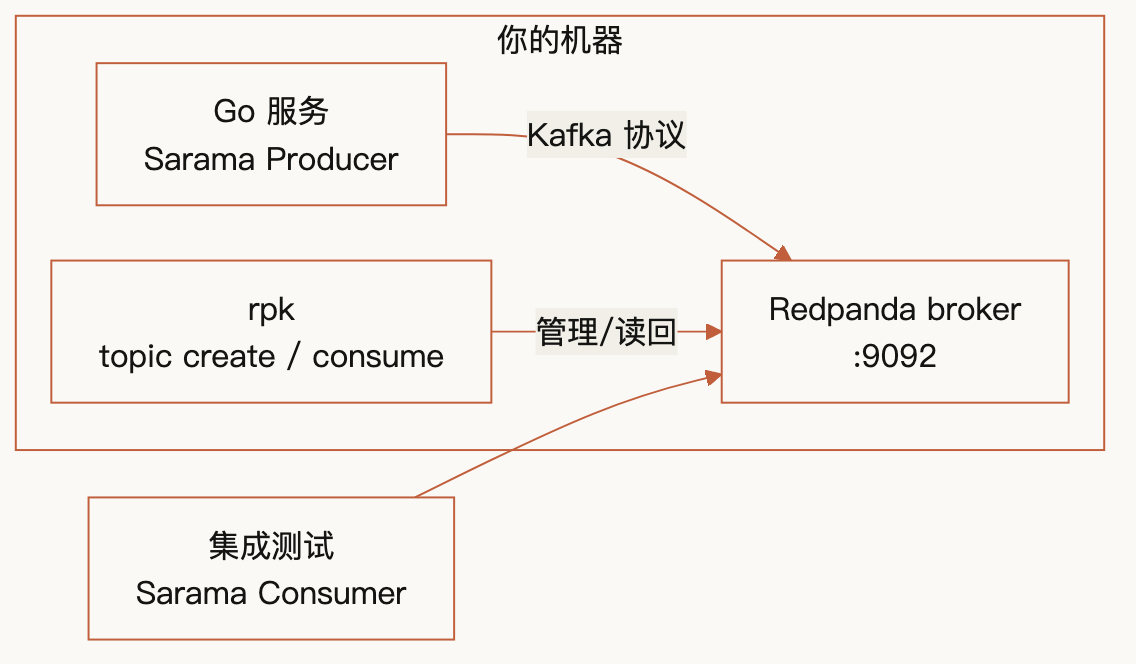 你的机器
Go 服务
Sarama Producer
Kafka 协议
rpk
topic create / consume
管理/读回
Redpanda broker
:9092
集成测试
Sarama Consumer